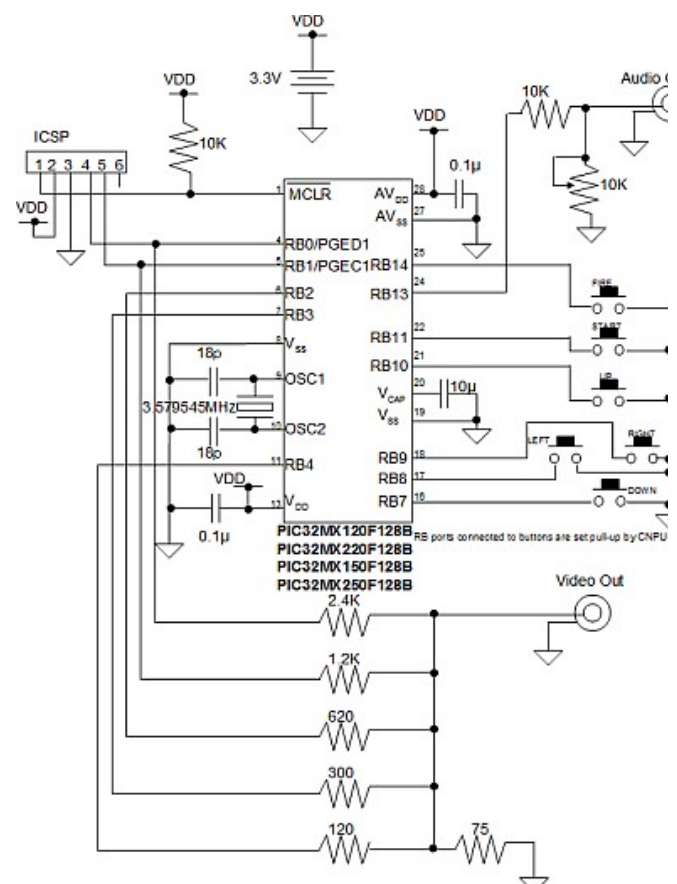 VDD
3.3V
VDD
10K
ICSP
1 2 3 4 5 6
VDD
VDD
0.1µ
Audio
10K
10K
1 MCLR
AVDD 28
AVSS 27
4 RB0/PGED1
5 RB1/PGEC1
RB14 25
6 RB2
RB13 24
7 RB3
8 VSS
RB11 22
RB10 21
18p
9 OSC1
3.579545MHz
VCAP 20
10µ
10 OSC2
VSS 19
18p
11 RB4
RB9 18
RB8 17
VDD
12 VDD
RB7 16
0.1µ
FIRE
START
UP
LEFT
RIGHT
DOWN
PIC32MX120F128B
PIC32MX220F128B
PIC32MX150F128B
PIC32MX250F128B
RB ports connected to buttons are set pull-up by CNPU
Video Out
2.4K
1.2K
620
300
120
75